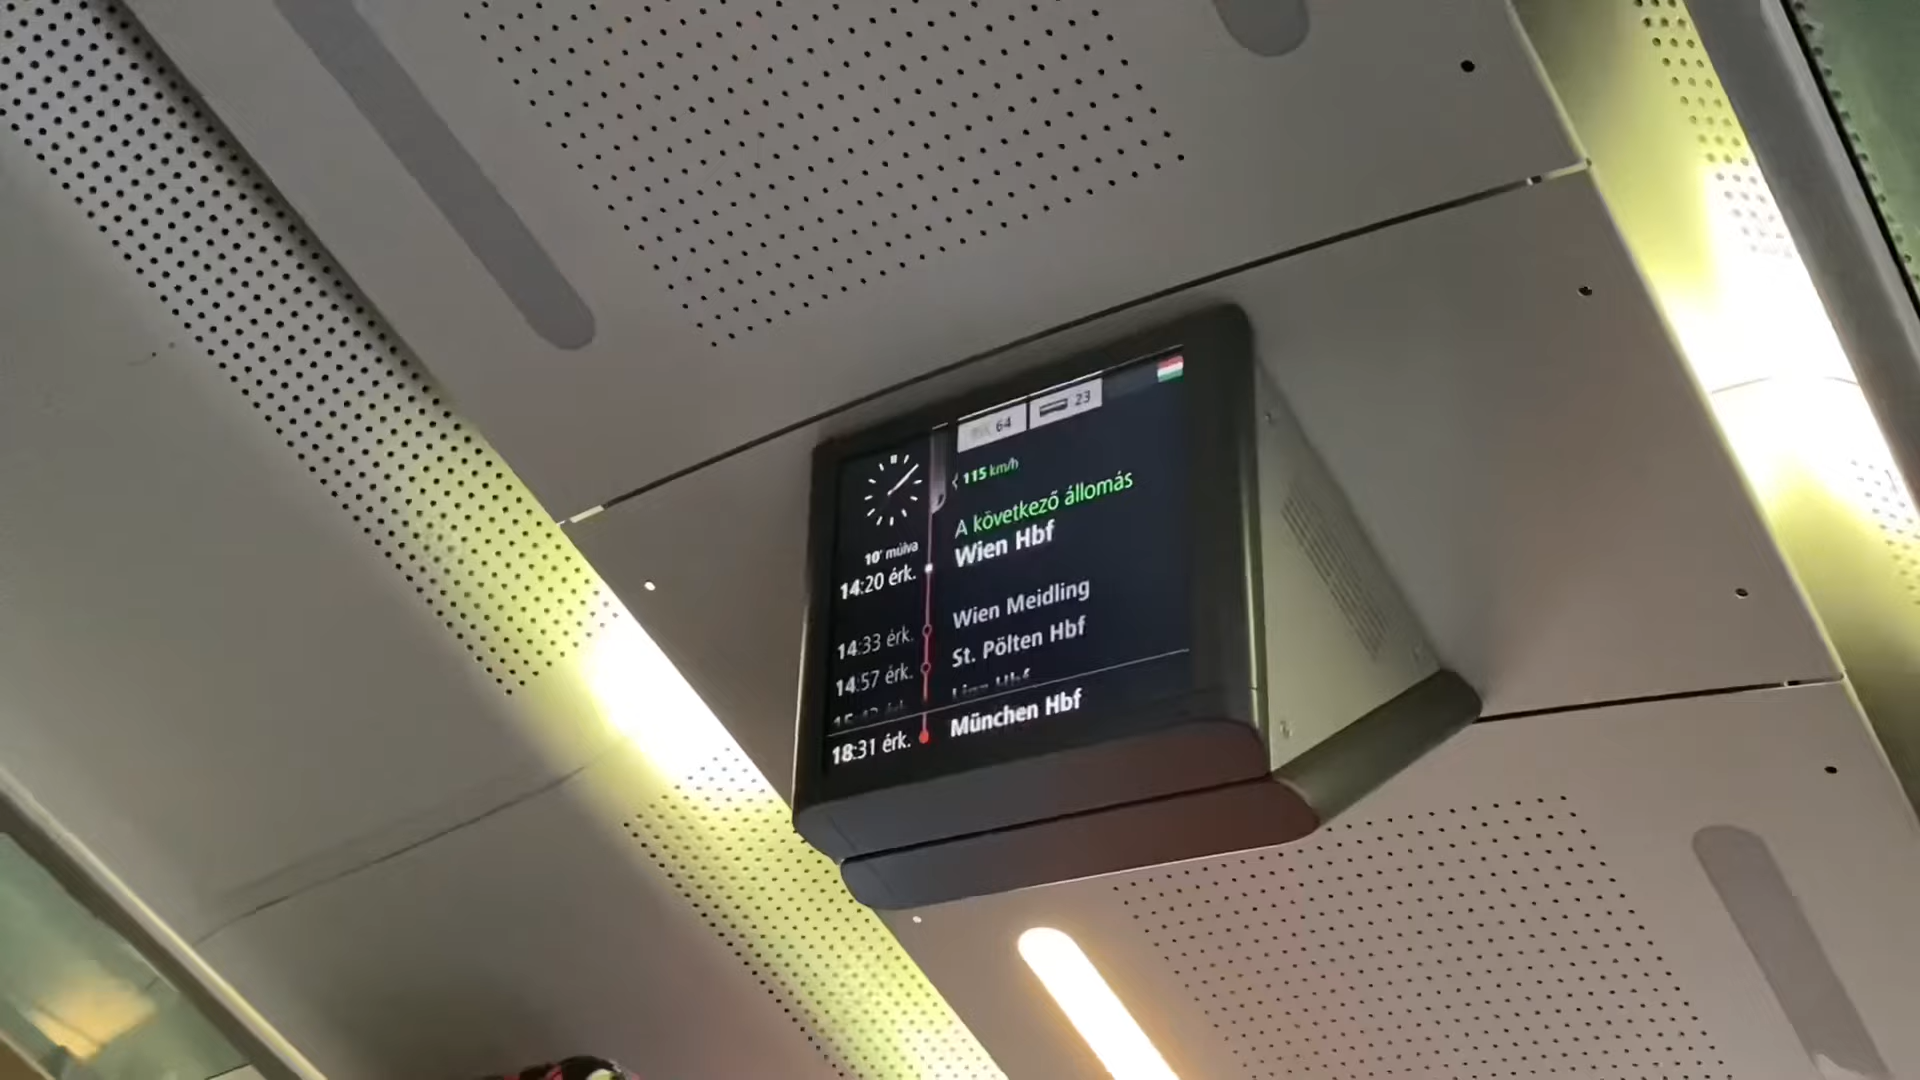 64
23
115 km/h
A következő állomás
10' múlva
14:20 érk. Wien Hbf
14:33 érk. Wien Meidling
14:57 érk. St. Pölten Hbf
Hbf
18:31 érk. München Hbf